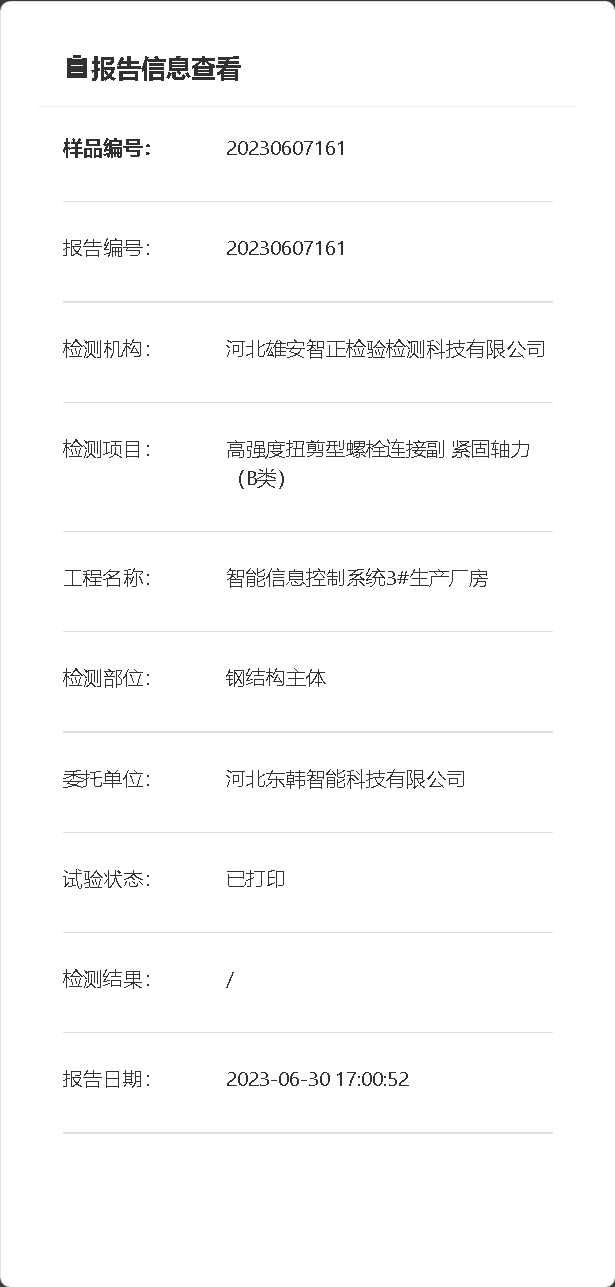 报告信息查看
样品编号： 20230607161
报告编号： 20230607161
检测机构： 河北雄安智正检验检测科技有限公司
检测项目： 高强度扭剪型螺栓连接副 紧固轴力
（B类）
工程名称： 智能信息控制系统3#生产厂房
检测部位： 钢结构主体
委托单位： 河北东韩智能科技有限公司
试验状态： 已打印
检测结果： /
报告日期： 2023-06-30 17:00:52